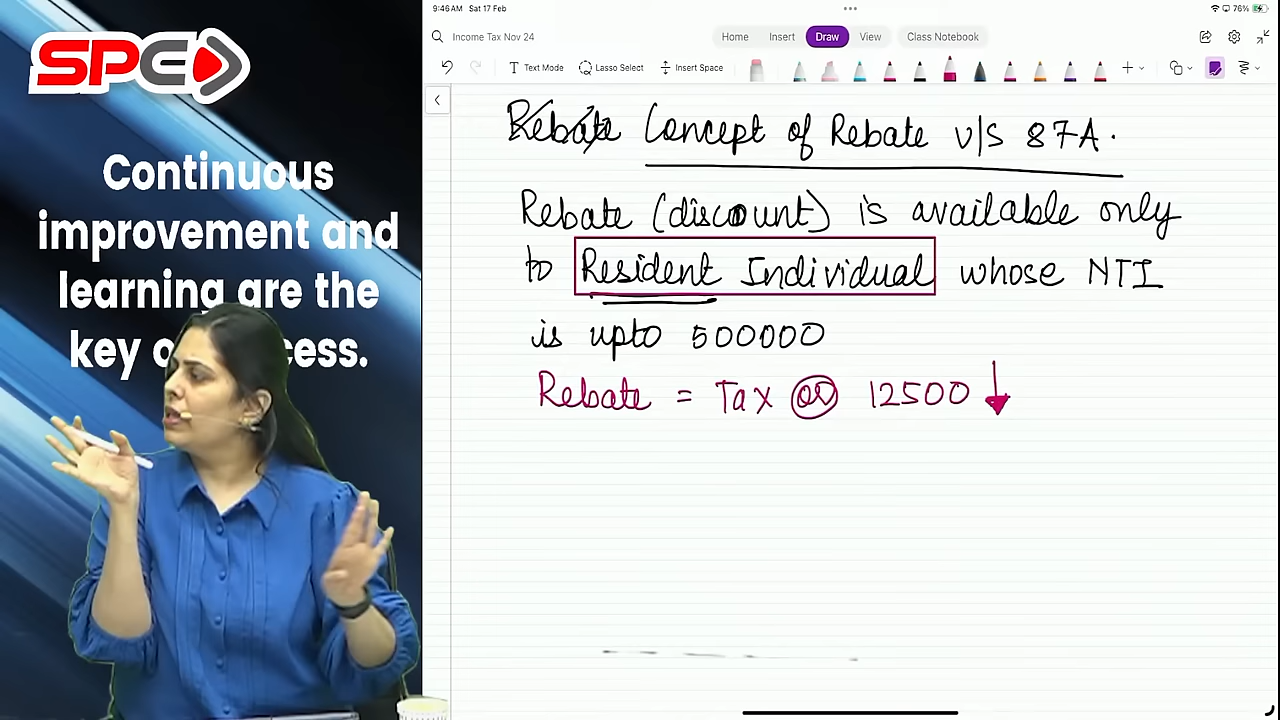 9:46AM Sat 17 Feb
76%
Income Tax Nov 24
Home Insert Draw View Class Notebook
Text Mode Lasso Select Insert Space
SPC
Continuous
improvement and
learning are the
key o cess.
Rebate Concept of Rebate v/s 87A.
Rebate (discount) is available only
to Resident Individual whose NTI
is upto 500000
Rebate = Tax or 12500 ↓